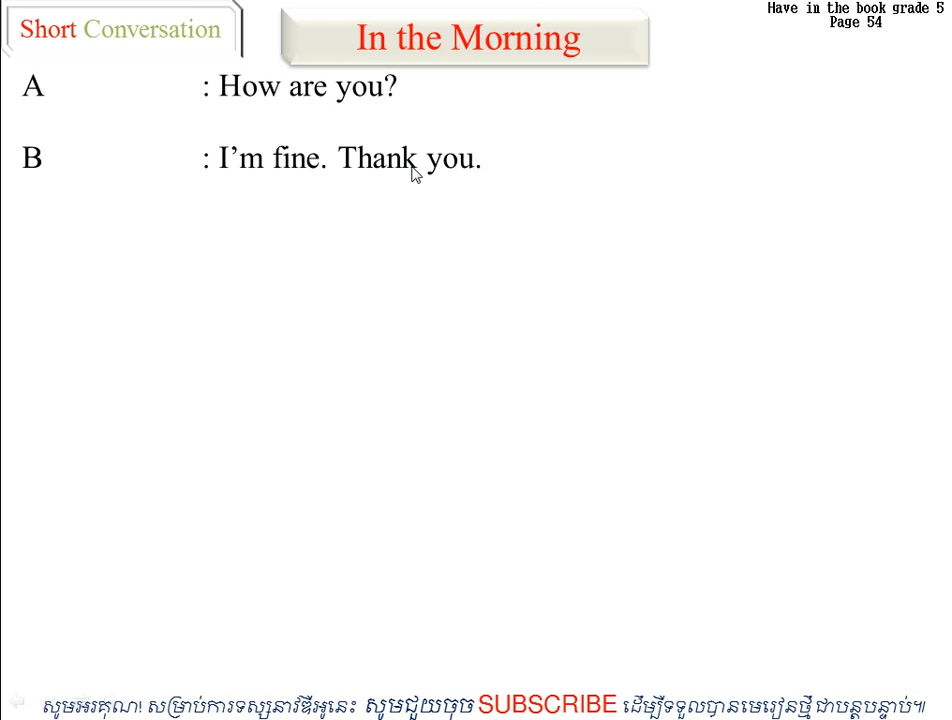 Short Conversation
In the Morning
Have in the book grade 5
Page 54
A : How are you?
B : I'm fine. Thank you.
សូមអរគុណ! សម្រាប់ការទស្សនាវីឌីអូនេះ សូមជួយចុច SUBSCRIBE ដើម្បីទទួលបានមេរៀនថ្មីជាបន្តបន្ទាប់៕